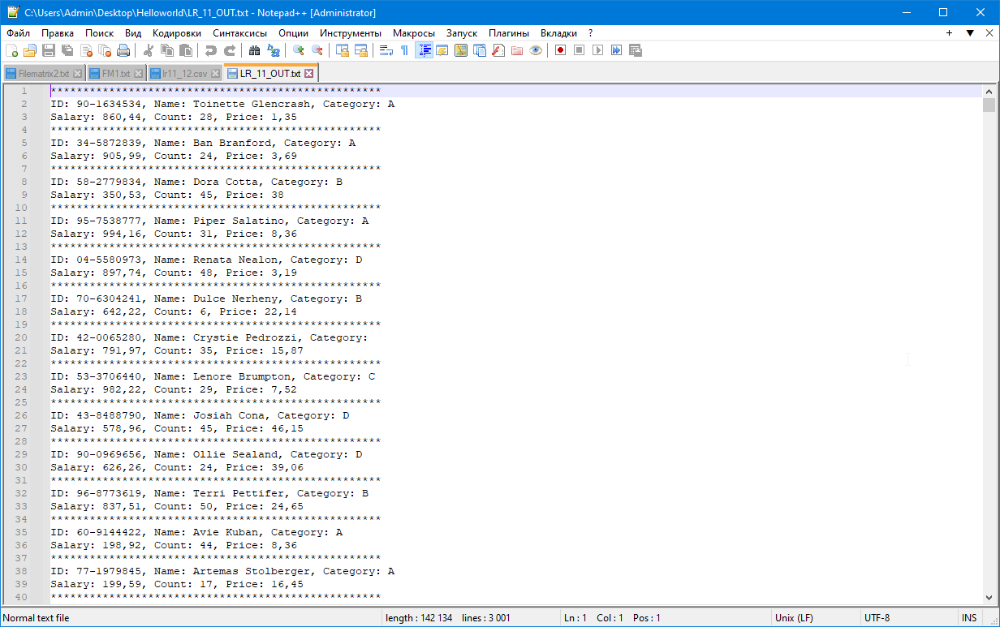 C:\Users\Admin\Desktop\Helloworld\LR_11_OUT.txt - Notepad++ [Administrator]
Файл Правка Поиск Вид Кодировки Синтаксисы Опции Инструменты Макросы Запуск Плагины Вкладки ?
Filematrix2.txt FM1.txt lr11_12.csv LR_11_OUT.txt
1 ***************************************************
2 ID: 90-1634534, Name: Toinette Glencrash, Category: A
3 Salary: 860,44, Count: 28, Price: 1,35
4 ***************************************************
5 ID: 34-5872839, Name: Ban Branford, Category: A
6 Salary: 905,99, Count: 24, Price: 3,69
7 ***************************************************
8 ID: 58-2779834, Name: Dora Cotta, Category: B
9 Salary: 350,53, Count: 45, Price: 38
10 ***************************************************
11 ID: 95-7538777, Name: Piper Salatino, Category: A
12 Salary: 994,16, Count: 31, Price: 8,36
13 ***************************************************
14 ID: 04-5580973, Name: Renata Nealon, Category: D
15 Salary: 897,74, Count: 48, Price: 3,19
16 ***************************************************
17 ID: 70-6304241, Name: Dulce Nerheny, Category: B
18 Salary: 642,22, Count: 6, Price: 22,14
19 ***************************************************
20 ID: 42-0065280, Name: Crystie Pedrozzi, Category:
21 Salary: 791,97, Count: 35, Price: 15,87
22 ***************************************************
23 ID: 53-3706440, Name: Lenore Brumpton, Category: C
24 Salary: 982,22, Count: 29, Price: 7,52
25 ***************************************************
26 ID: 43-8488790, Name: Josiah Cona, Category: D
27 Salary: 578,96, Count: 45, Price: 46,15
28 ***************************************************
29 ID: 90-0969656, Name: Ollie Sealand, Category: D
30 Salary: 626,26, Count: 24, Price: 39,06
31 ***************************************************
32 ID: 96-8773619, Name: Terri Pettifer, Category: B
33 Salary: 837,51, Count: 50, Price: 24,65
34 ***************************************************
35 ID: 60-9144422, Name: Avie Kuban, Category: A
36 Salary: 198,92, Count: 44, Price: 8,36
37 ***************************************************
38 ID: 77-1979845, Name: Artemas Stolberger, Category: A
39 Salary: 199,59, Count: 17, Price: 16,45
40 ***************************************************
Normal text file length : 142 134 lines : 3 001 Ln : 1 Col : 1 Pos : 1 Unix (LF) UTF-8 INS